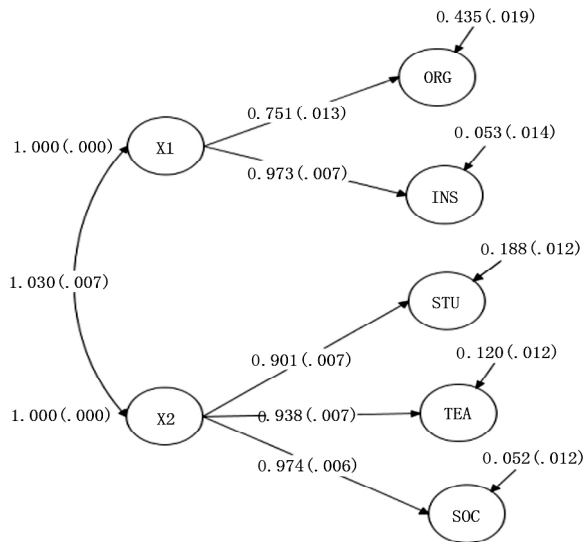 0.435(.019)
ORG
0.751(.013)
1.000(.000)
X1
0.053(.014)
0.973(.007)
INS
0.188(.012)
1.030(.007)
STU
0.901(.007)
0.120(.012)
1.000(.000)
X2
0.938(.007)
TEA
0.974(.006)
0.052(.012)
SOC